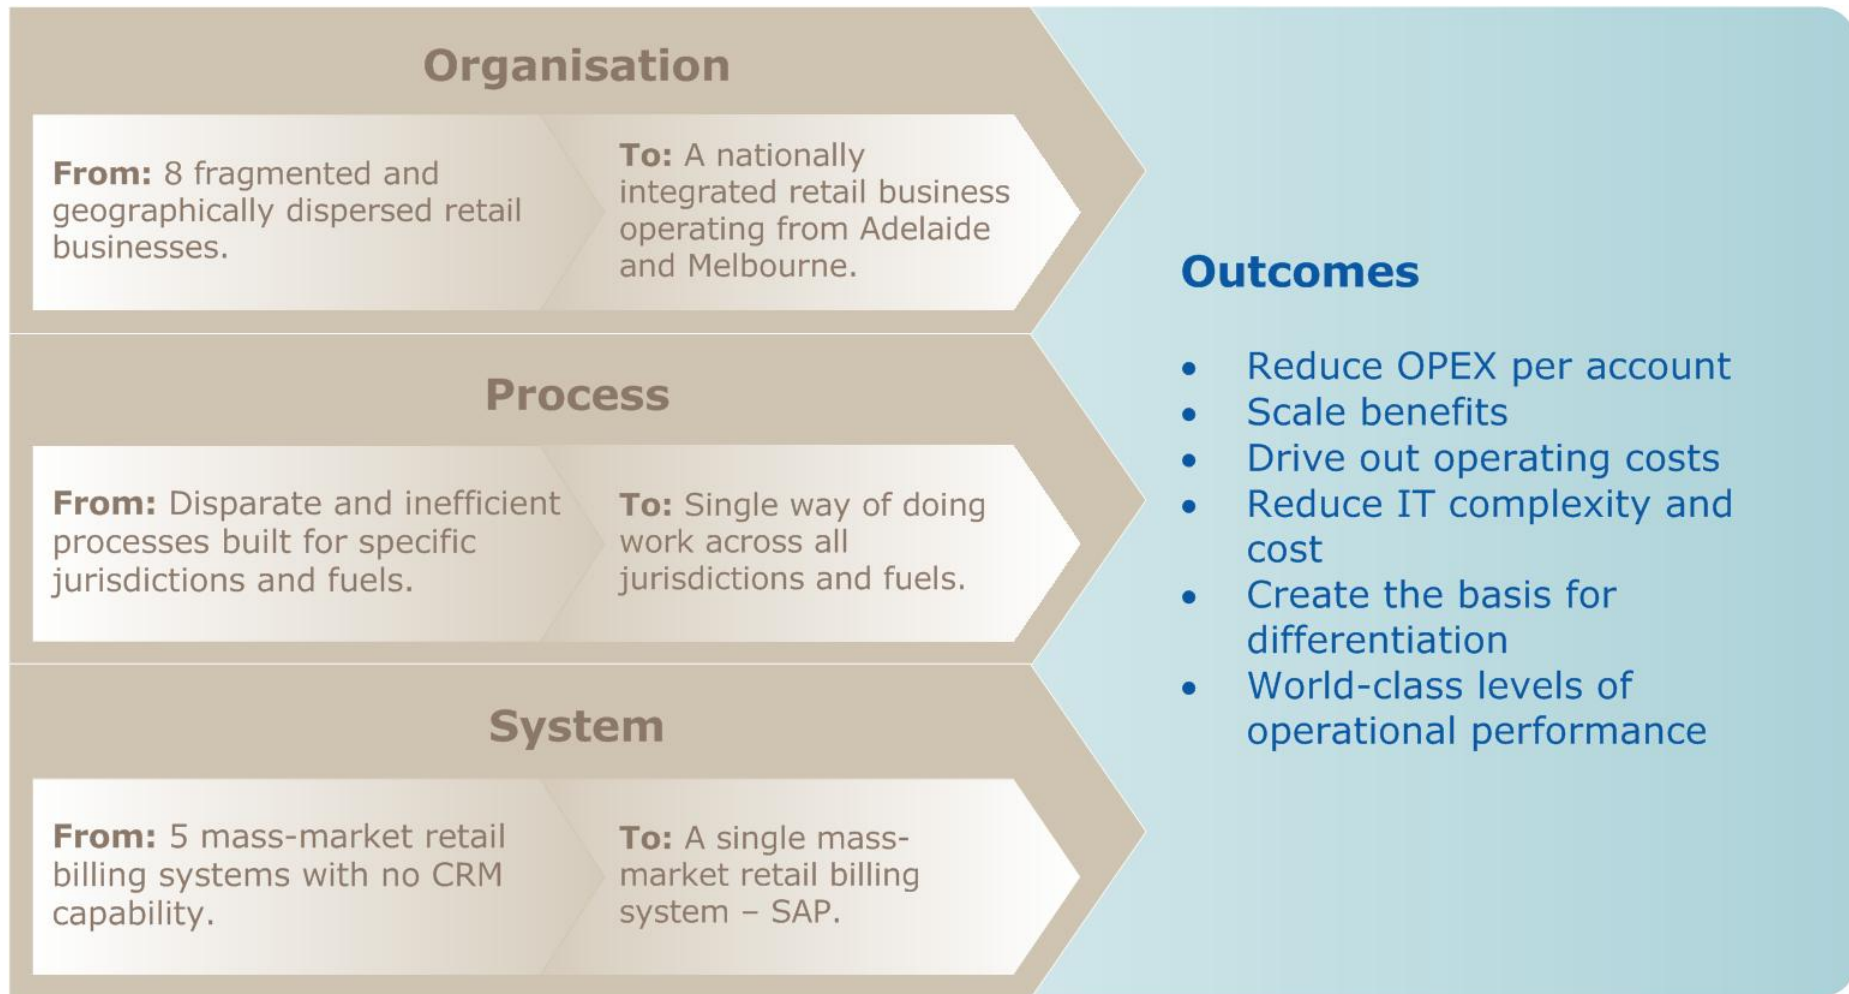 Organisation
From: 8 fragmented and
geographically dispersed retail
businesses.
To: A nationally
integrated retail business
operating from Adelaide
and Melbourne.
Process
From: Disparate and inefficient
processes built for specific
jurisdictions and fuels.
To: Single way of doing
work across all
jurisdictions and fuels.
System
From: 5 mass-market retail
billing systems with no CRM
capability.
To: A single mass-
market retail billing
system – SAP.
Outcomes
• Reduce OPEX per account
• Scale benefits
• Drive out operating costs
• Reduce IT complexity and
cost
• Create the basis for
differentiation
• World-class levels of
operational performance